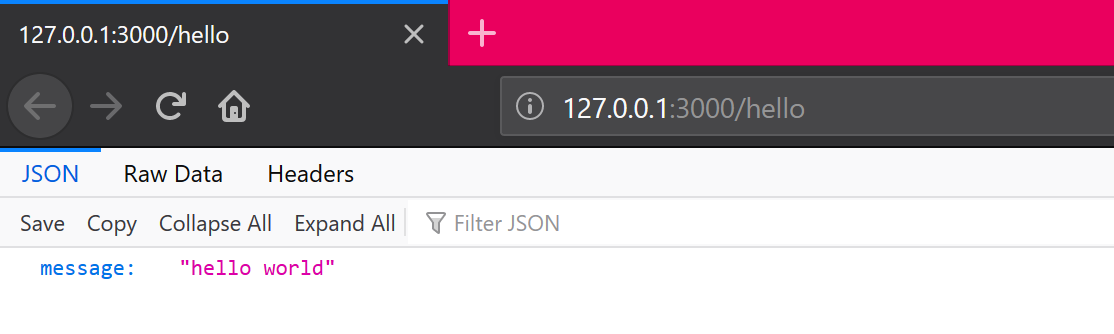 127.0.0.1:3000/hello
127.0.0.1:3000/hello
JSON Raw Data Headers
Save Copy Collapse All Expand All Filter JSON
message: "hello world"